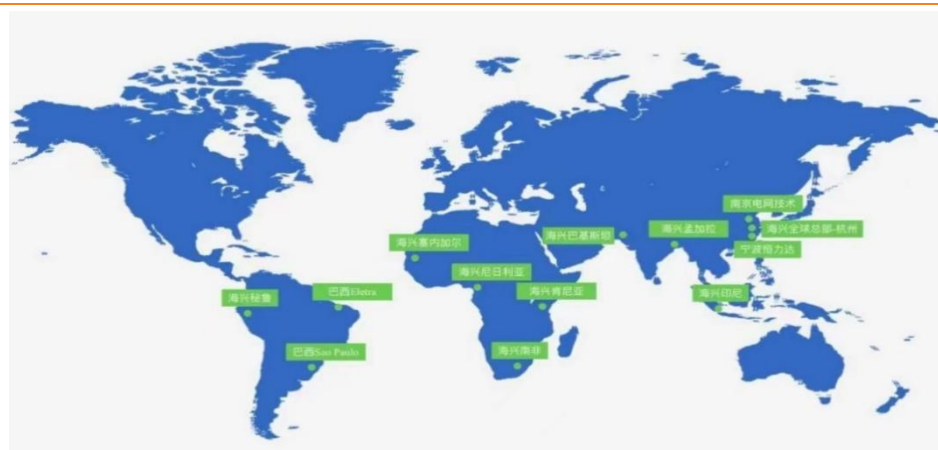 南京电网技术
海兴塞内加尔
海兴巴基斯坦
海兴孟加拉
海兴全球总部-杭州
宁波恒力达
海兴尼日利亚
海兴秘鲁
巴西Eletra
海兴肯尼亚
海兴印尼
巴西Sao Paulo
海兴南非